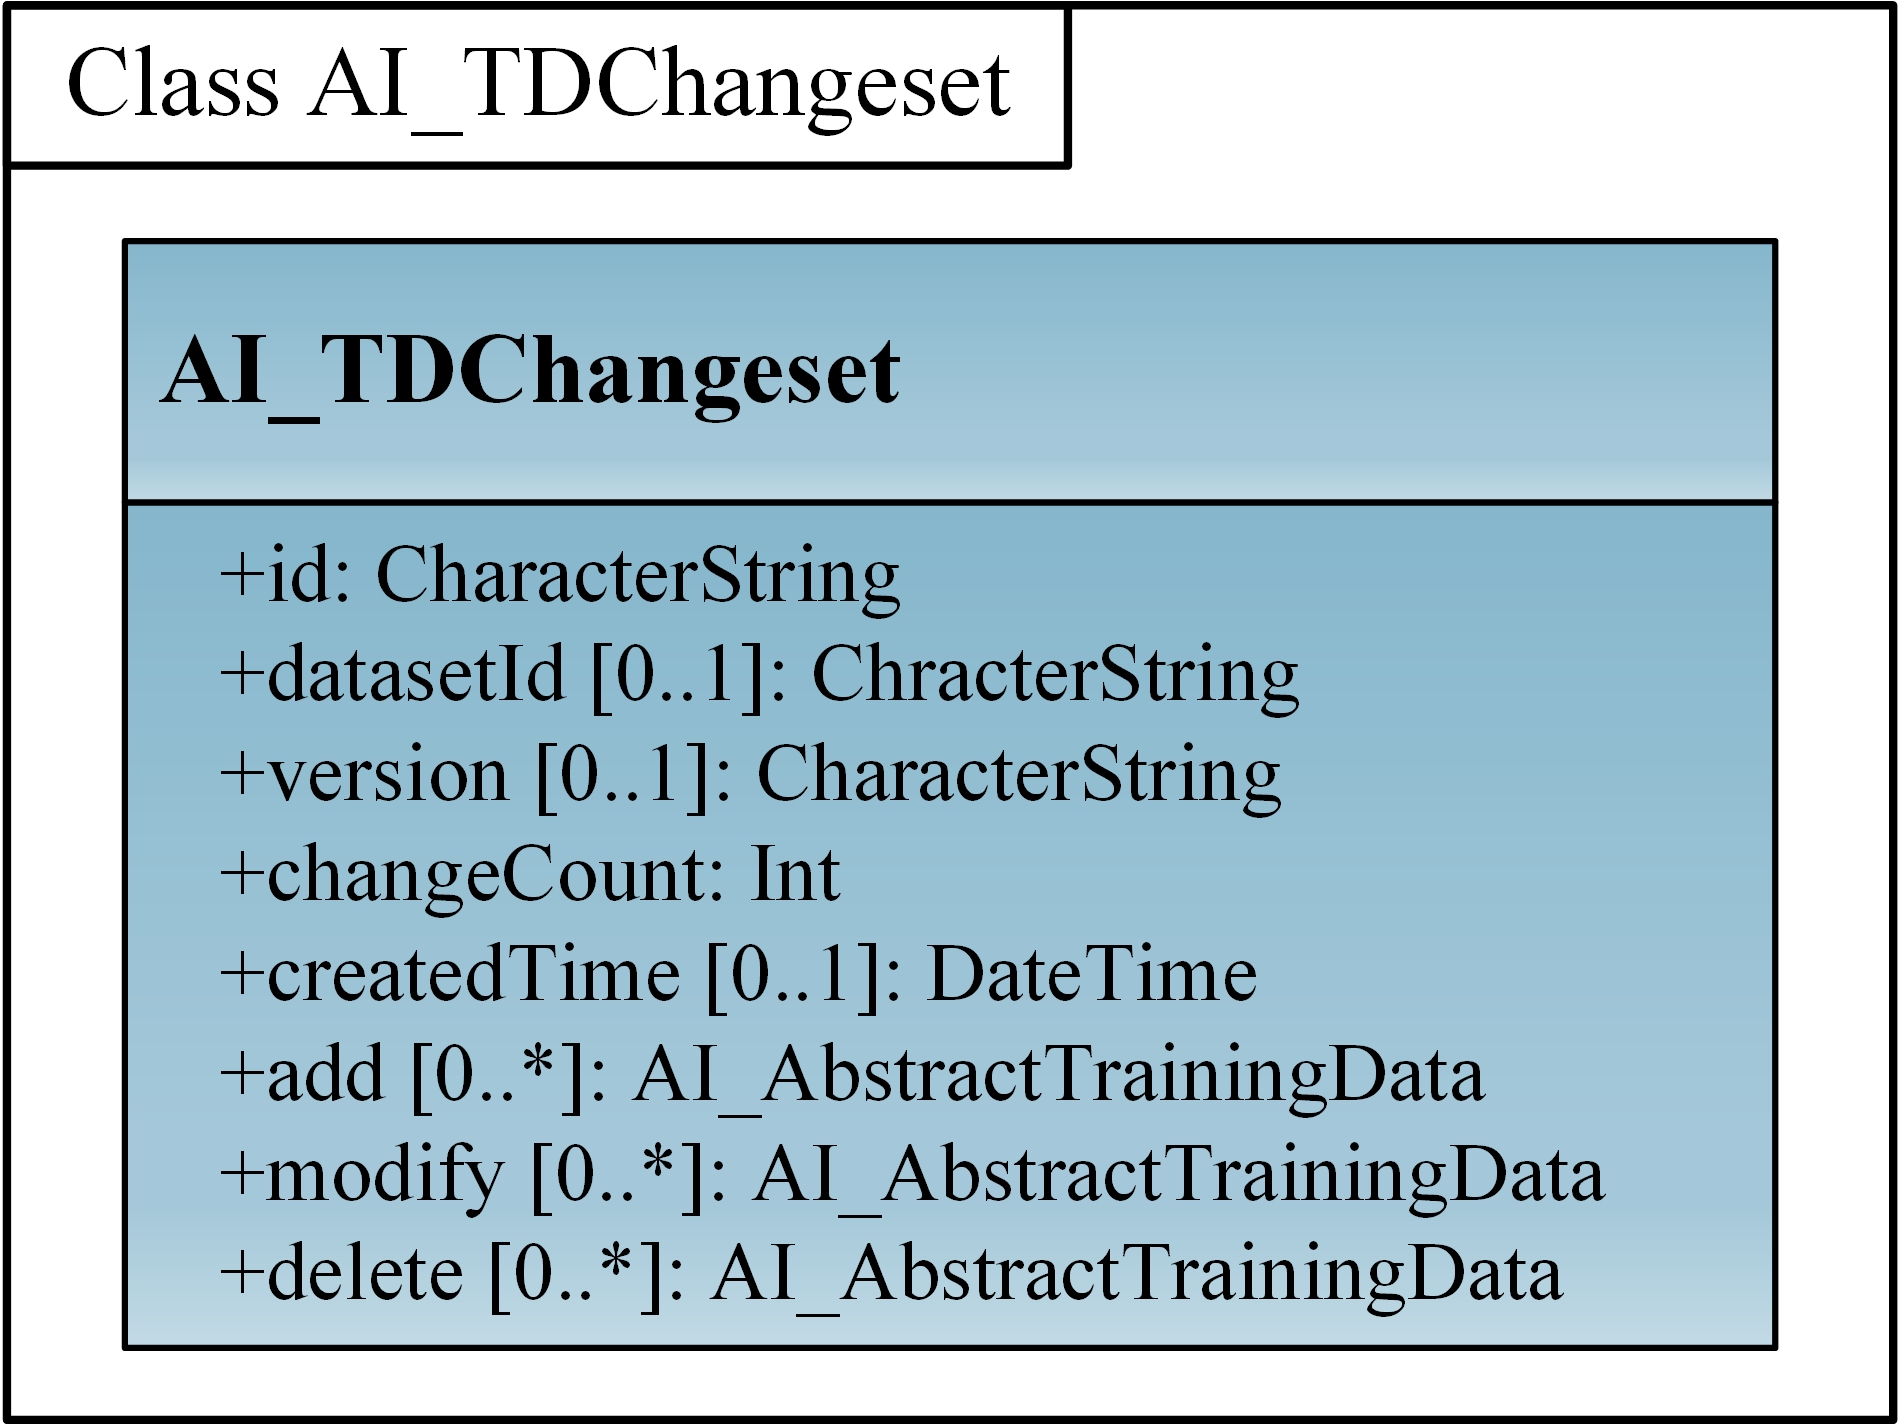 Class AI_TDChangeset
AI_TDChangeset
+id: CharacterString
+datasetId [0..1]: ChracterString
+version [0..1]: CharacterString
+changeCount: Int
+createdTime [0..1]: DateTime
+add [0..*]: AI_AbstractTrainingData
+modify [0..*]: AI_AbstractTrainingData
+delete [0..*]: AI_AbstractTrainingData